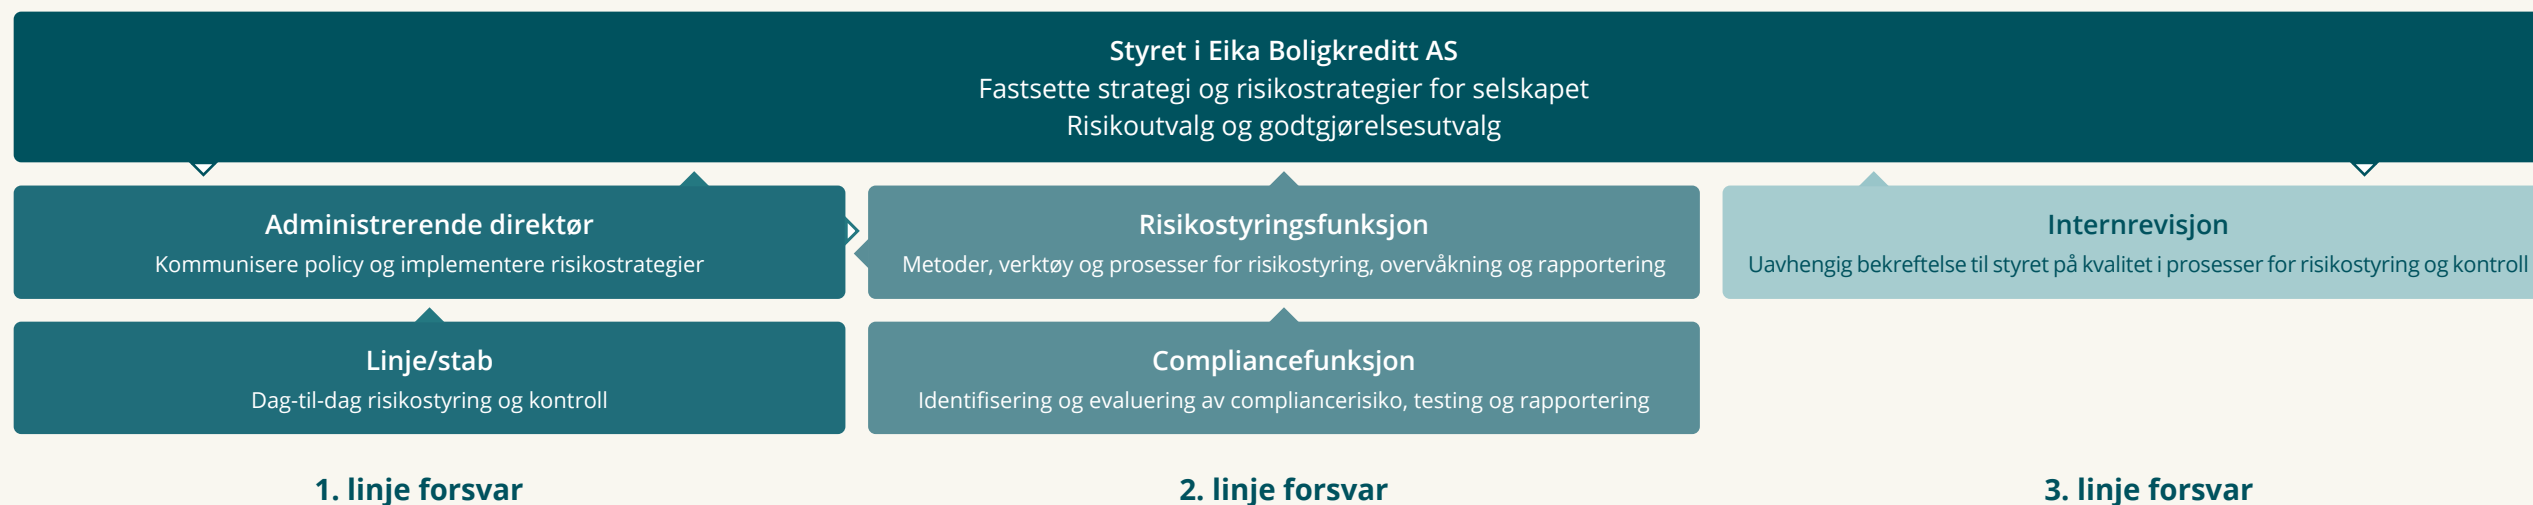 Styret i Eika Boligkreditt AS
Fastsette strategi og risikostrategier for selskapet
Risikoutvalg og godtgjørelsesutvalg
Administrerende direktør
Kommunisere policy og implementere risikostrategier
Risikostyringsfunksjon
Metoder, verktøy og prosesser for risikostyring, overvåkning og rapportering
Internrevisjon
Uavhengig bekreftelse til styret på kvalitet i prosesser for risikostyring og kontroll
Linje/stab
Dag-til-dag risikostyring og kontroll
Compliancefunksjon
Identifisering og evaluering av compliancerisiko, testing og rapportering
1. linje forsvar
2. linje forsvar
3. linje forsvar